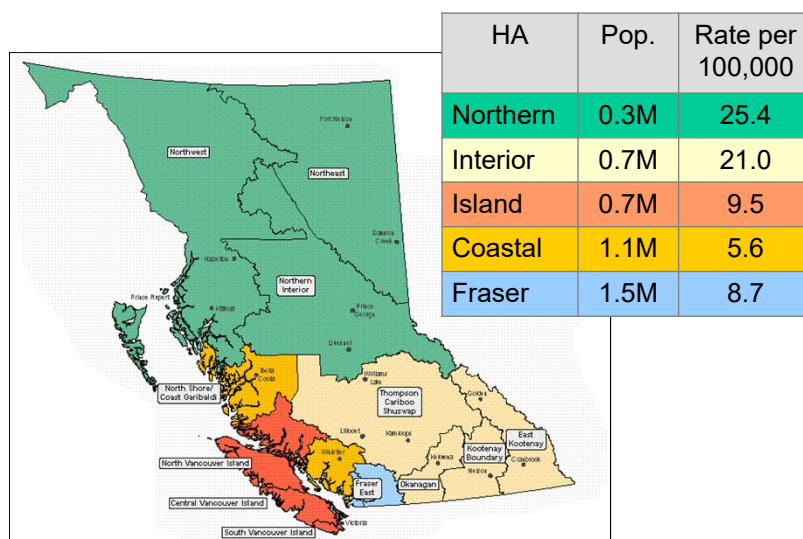 HA Pop. Rate per
100,000
Northern 0.3M 25.4
Interior 0.7M 21.0
Island 0.7M 9.5
Coastal 1.1M 5.6
Fraser 1.5M 8.7
Fort Nelson
Northwest
Northeast
Dawson
Creek
Hazelton
Northern
Interior
Prince Rupert
Kitimat
Prince
George
Quesnel
North Shore/
Coast Garibaldi
Bella
Coola
Williams
Lake
Thompson
Cariboo
Shuswap
Golden
Lillooet
Kamloops
East
Kootenay
Kootenay
Boundary
Whistler
Kelowna
Cranbrook
Nelson
North Vancouver Island
Fraser
East
Okanagan
Central Vancouver Island
Victoria
South Vancouver Island